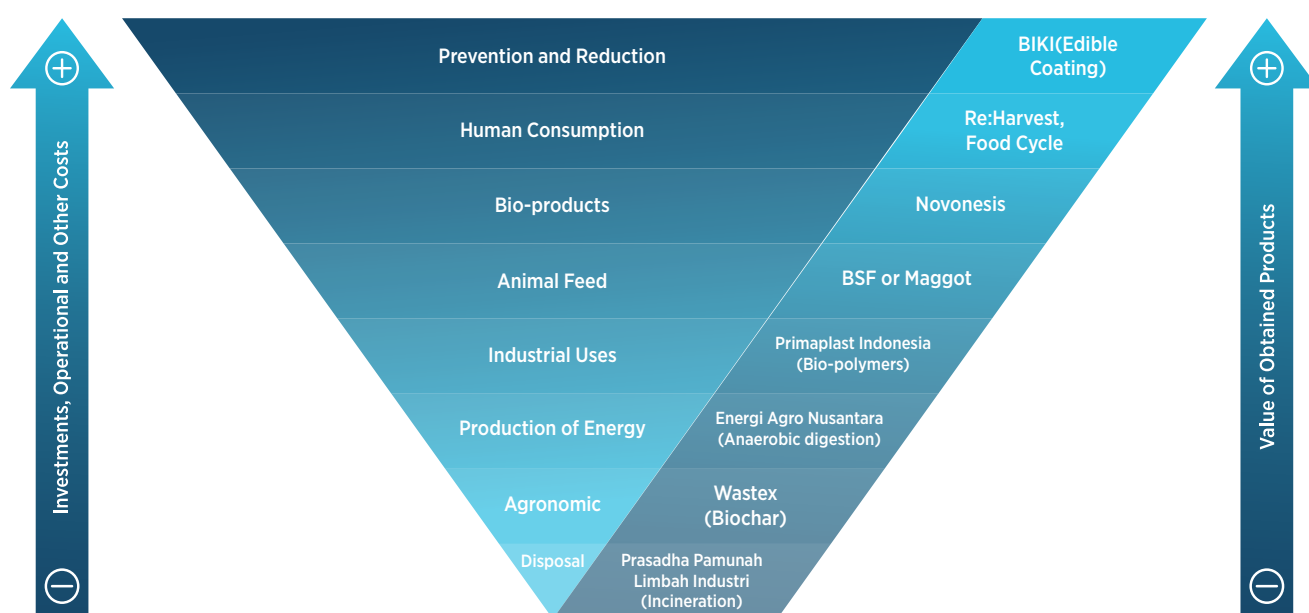 Investments, Operational and Other Costs
Prevention and Reduction
BIKI(Edible
Coating)
Human Consumption
Re:Harvest,
Food Cycle
Bio-products
Novonesis
Animal Feed
BSF or Maggot
Industrial Uses
Primaplast Indonesia
(Bio-polymers)
Production of Energy
Energi Agro Nusantara
(Anaerobic digestion)
Agronomic
Wastex
(Biochar)
Disposal
Prasadha Pamunah
Limbah Industri
(Incineration)
Value of Obtained Products